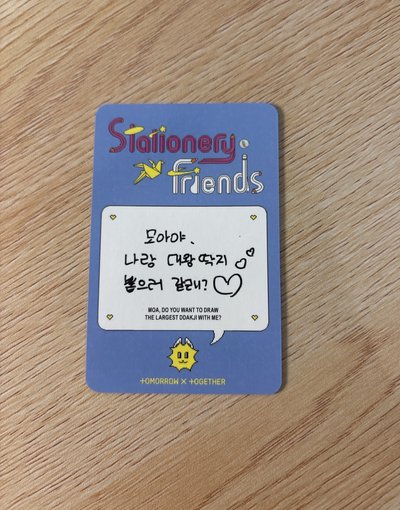 Stationery
Friends
모아야,
나랑 대왕 딱지
뽑으러 갈래?
MOA, DO YOU WANT TO DRAW
THE LARGEST DDAKJI WITH ME?
TOMORROW X TOGETHER